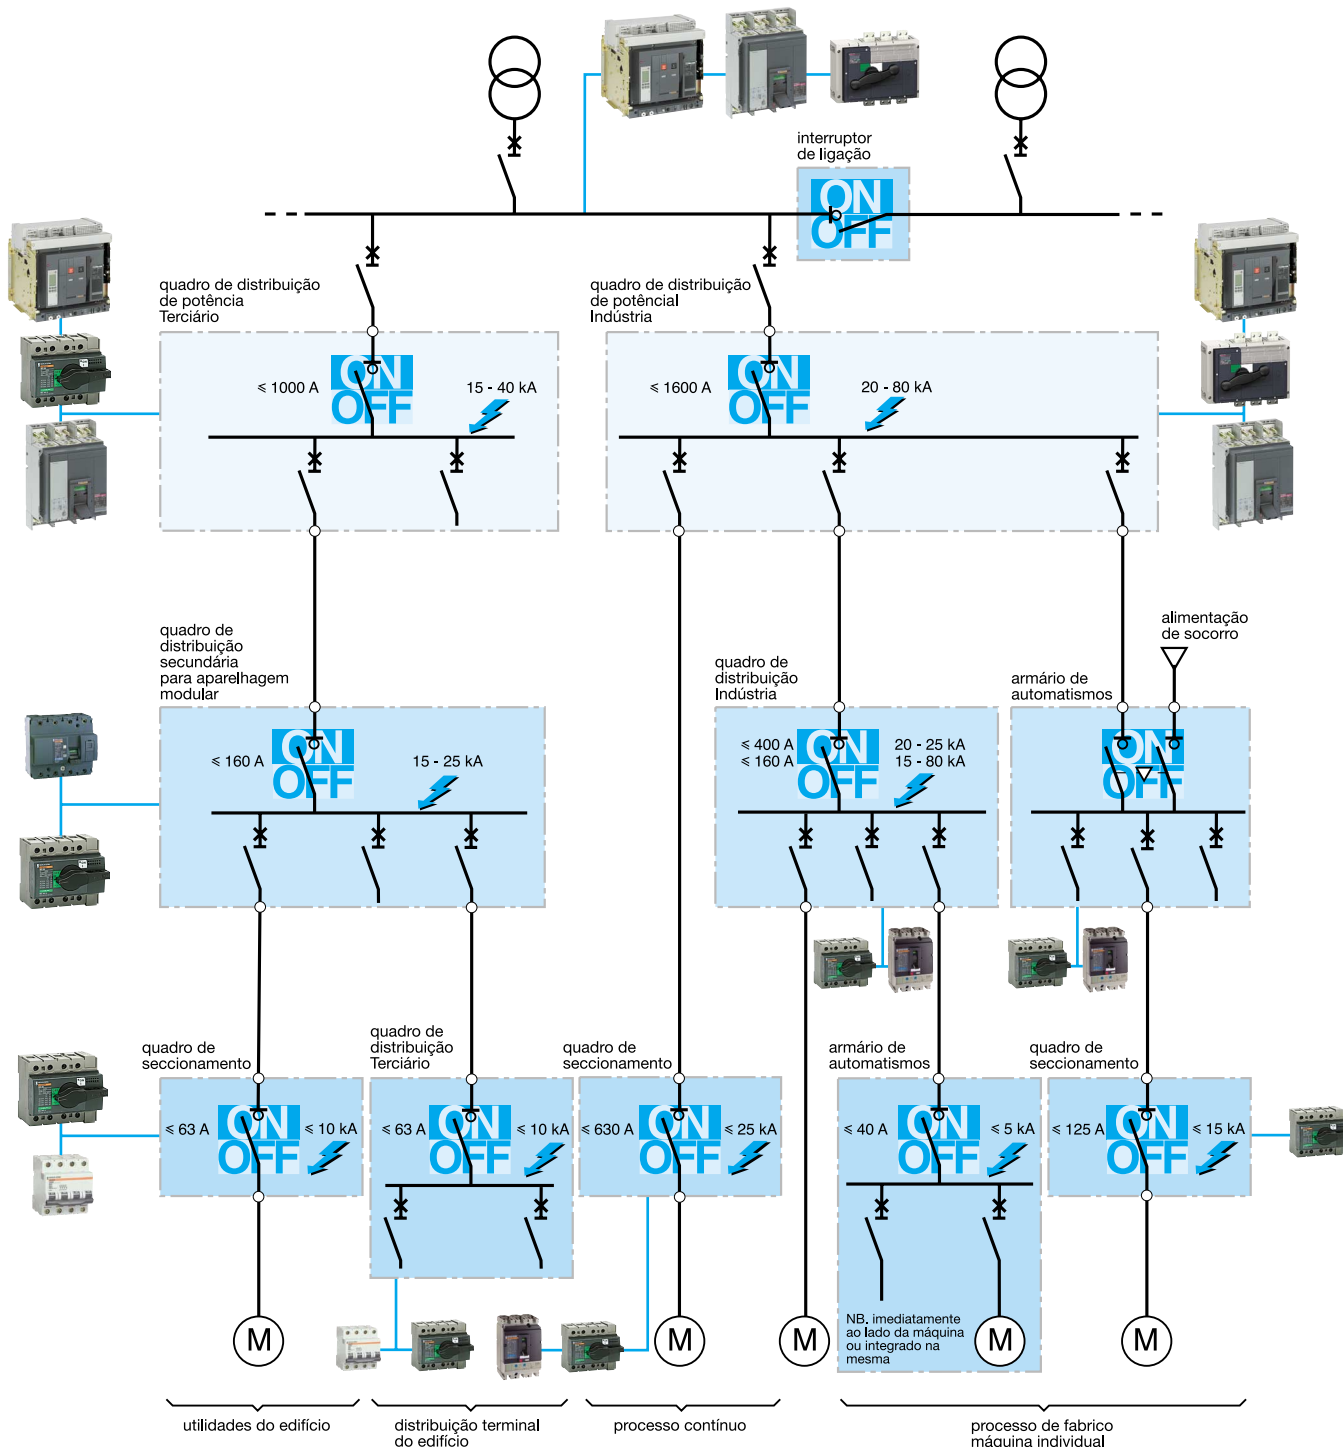 interruptor
de ligação
ON
OFF
quadro de distribuição
de potência
Terciário
quadro de distribuição
de potêncial
Indústria
≤ 1000 A
ON
OFF
15 - 40 kA
≤ 1600 A
ON
OFF
20 - 80 kA
quadro de
distribuição
secundária
para aparelhagem
modular
quadro de
distribuição
Indústria
armário de
automatismos
alimentação
de socorro
≤ 160 A
ON
OFF
15 - 25 kA
≤ 400 A
≤ 160 A
ON
OFF
20 - 25 kA
15 - 80 kA
ON
OFF
quadro de
seccionamento
quadro de
distribuição
Terciário
quadro de
seccionamento
armário de
automatismos
quadro de
seccionamento
≤ 63 A
ON
OFF
≤ 10 kA
≤ 63 A
ON
OFF
≤ 10 kA
≤ 630 A
ON
OFF
≤ 25 kA
≤ 40 A
ON
OFF
≤ 5 kA
≤ 125 A
ON
OFF
≤ 15 kA
NB. imediatamente
ao lado da máquina
ou integrado na
mesma
M
M
M
M
M
utilidades do edifício
distribuição terminal
do edifício
processo contínuo
processo de fabrico
máquina individual